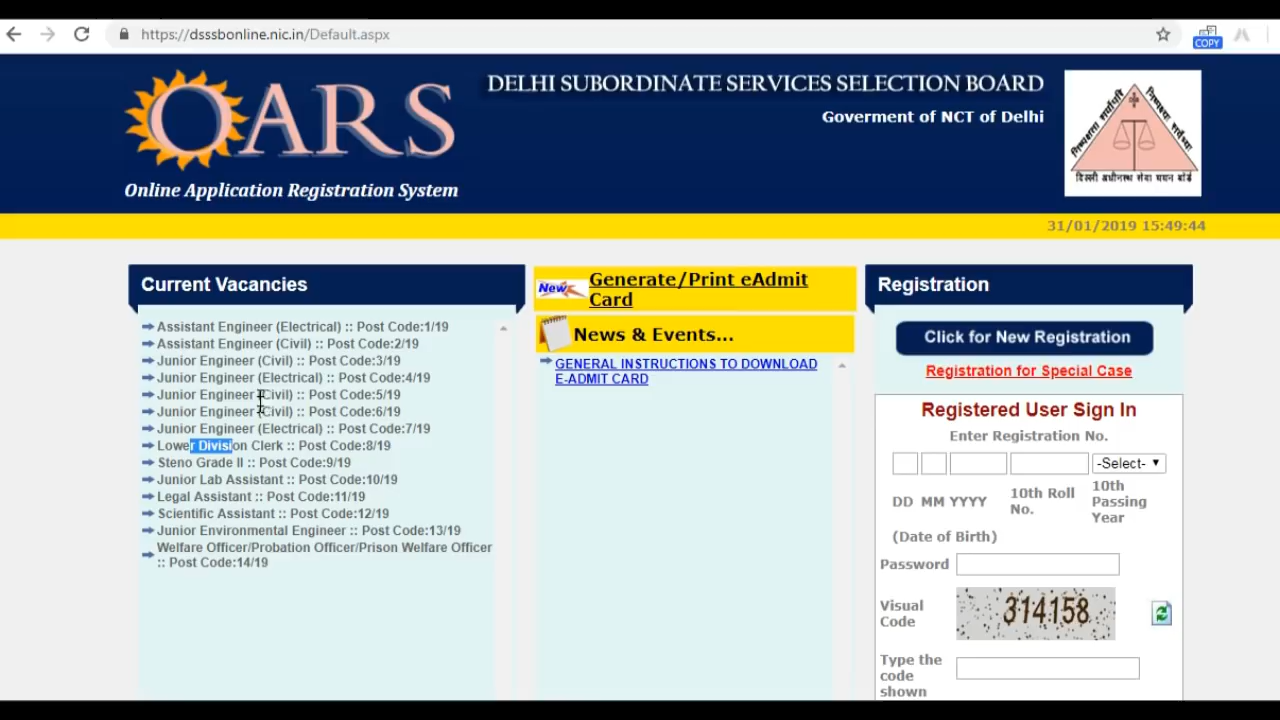 https://dsssbonline.nic.in/Default.aspx
COPY
OARS
Online Application Registration System
DELHI SUBORDINATE SERVICES SELECTION BOARD
Goverment of NCT of Delhi
निष्पक्षता सर्वोपरि
दिल्ली अधीनस्थ सेवा चयन बोर्ड
31/01/2019 15:49:44
Current Vacancies
Assistant Engineer (Electrical) :: Post Code:1/19
Assistant Engineer (Civil) :: Post Code:2/19
Junior Engineer (Civil) :: Post Code:3/19
Junior Engineer (Electrical) :: Post Code:4/19
Junior Engineer (Civil) :: Post Code:5/19
Junior Engineer (Civil) :: Post Code:6/19
Junior Engineer (Electrical) :: Post Code:7/19
Lower Division Clerk :: Post Code:8/19
Steno Grade II :: Post Code:9/19
Junior Lab Assistant :: Post Code:10/19
Legal Assistant :: Post Code:11/19
Scientific Assistant :: Post Code:12/19
Junior Environmental Engineer :: Post Code:13/19
Welfare Officer/Probation Officer/Prison Welfare Officer
:: Post Code:14/19
New
Generate/Print eAdmit
Card
News & Events...
GENERAL INSTRUCTIONS TO DOWNLOAD
E-ADMIT CARD
Registration
Click for New Registration
Registration for Special Case
Registered User Sign In
Enter Registration No.
-Select-
DD MM YYYY
10th Roll
No.
10th
Passing
Year
(Date of Birth)
Password
Visual
Code
314158
Type the
code
shown